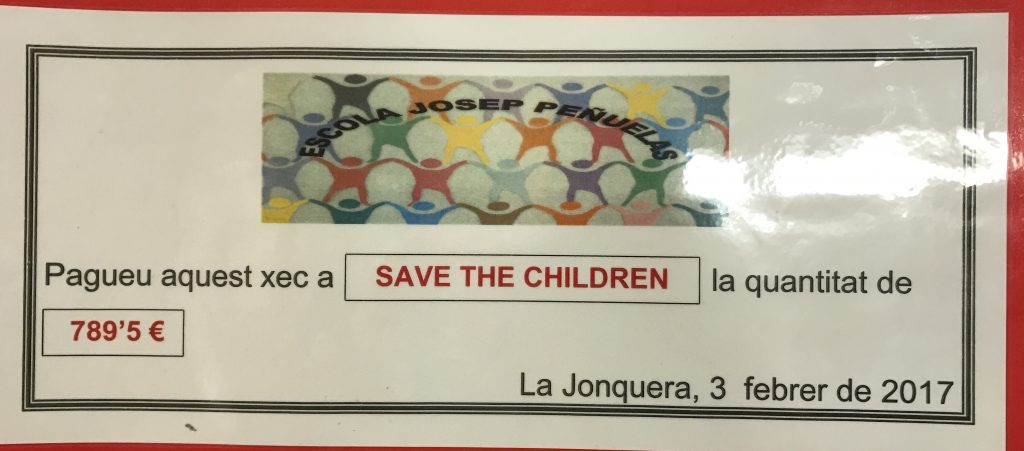 ESCOLA JOSEP PEÑUELAS
Pagueu aquest xec a SAVE THE CHILDREN la quantitat de
789'5 €
La Jonquera, 3 febrer de 2017